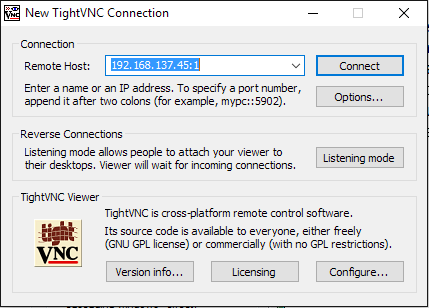 New TightVNC Connection
Connection
Remote Host:
192.168.137.45:1
Connect
Enter a name or an IP address. To specify a port number,
append it after two colons (for example, mypc::5902).
Options...
Reverse Connections
Listening mode allows people to attach your viewer to
their desktops. Viewer will wait for incoming connections.
Listening mode
TightVNC Viewer
tight
VNC
TightVNC is cross-platform remote control software.
Its source code is available to everyone, either freely
(GNU GPL license) or commercially (with no GPL restrictions).
Version info...
Licensing
Configure...